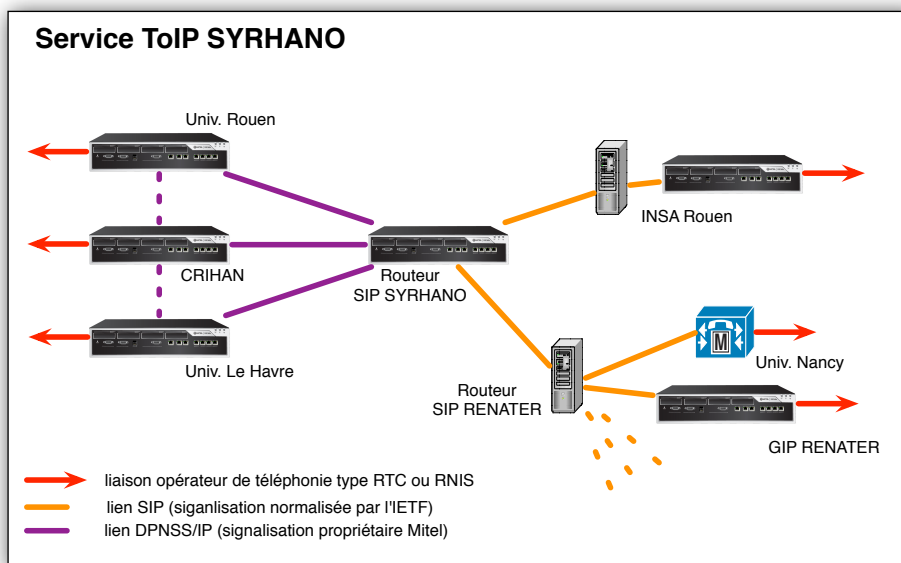 Service ToIP SYRHANO
Univ. Rouen
INSA Rouen
CRIHAN
Routeur
SIP SYRHANO
Univ. Le Havre
M
Univ. Nancy
Routeur
SIP RENATER
GIP RENATER
liaison opérateur de téléphonie type RTC ou RNIS
lien SIP (siganlisation normalisée par l'IETF)
lien DPNSS/IP (signalisation propriétaire Mitel)